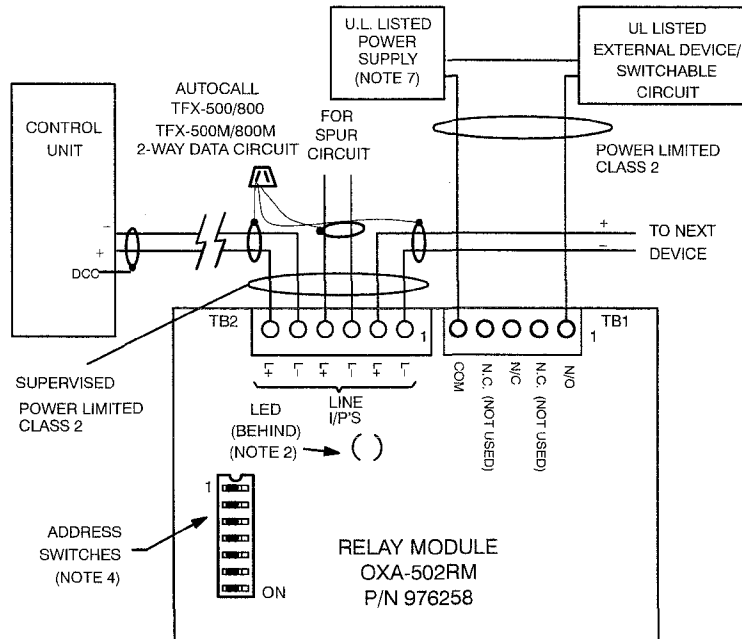 U.L. LISTED
POWER
SUPPLY
(NOTE 7)
UL LISTED
EXTERNAL DEVICE/
SWITCHABLE
CIRCUIT
AUTOCALL
TFX-500/800
TFX-500M/800M
2-WAY DATA CIRCUIT
FOR
SPUR
CIRCUIT
CONTROL
UNIT
POWER LIMITED
CLASS 2
−
+
DCC
+
−
TO NEXT
DEVICE
TB2
1
1
TB1
L+
L−
L+
L−
L+
L−
COM
N.C. (NOT USED)
N/C
N.C. (NOT USED)
N/O
SUPERVISED
POWER LIMITED
CLASS 2
LINE
I/P'S
LED
(BEHIND)
(NOTE 2)
1
ADDRESS
SWITCHES
(NOTE 4)
ON
RELAY MODULE
OXA-502RM
P/N 976258